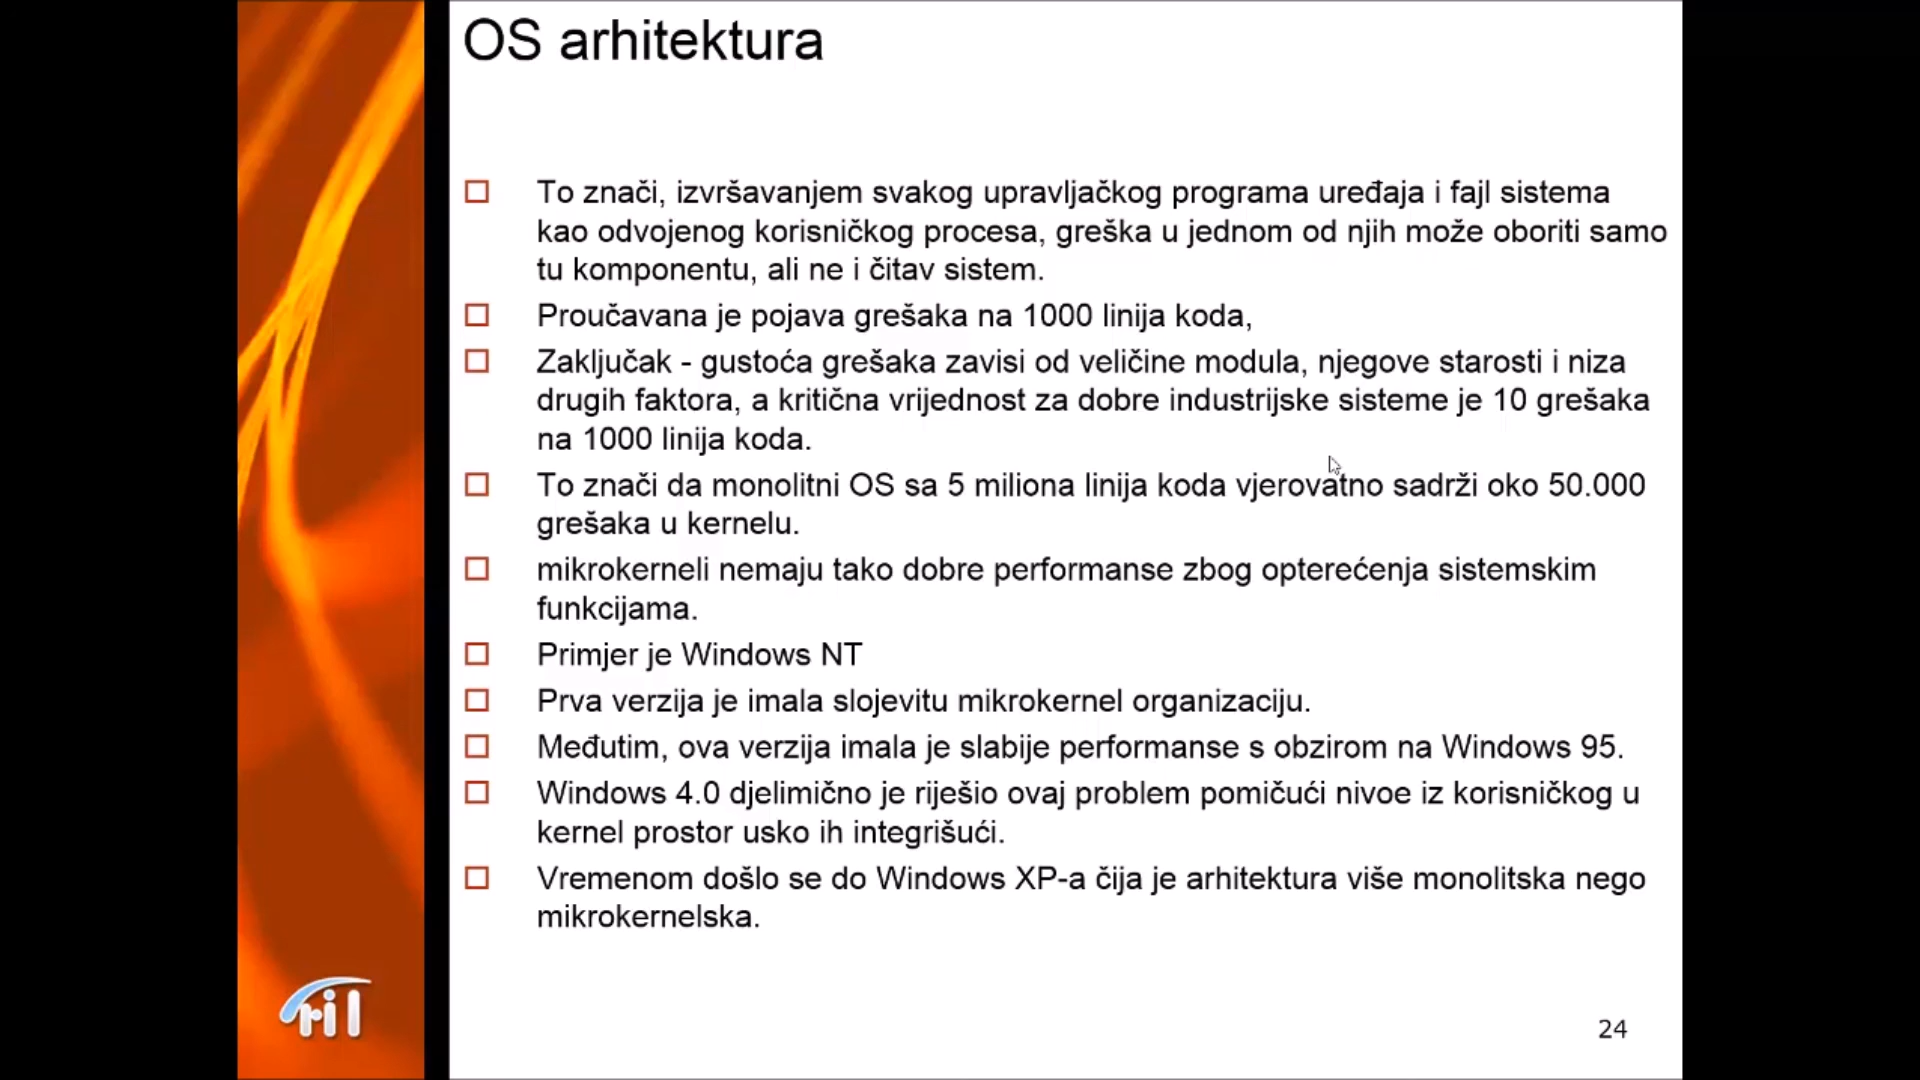 OS arhitektura
To znači, izvršavanjem svakog upravljačkog programa uređaja i fajl sistema
kao odvojenog korisničkog procesa, greška u jednom od njih može oboriti samo
tu komponentu, ali ne i čitav sistem.
Proučavana je pojava grešaka na 1000 linija koda,
Zaključak - gustoća grešaka zavisi od veličine modula, njegove starosti i niza
drugih faktora, a kritična vrijednost za dobre industrijske sisteme je 10 grešaka
na 1000 linija koda.
To znači da monolitni OS sa 5 miliona linija koda vjerovatno sadrži oko 50.000
grešaka u kernelu.
mikrokerneli nemaju tako dobre performanse zbog opterećenja sistemskim
funkcijama.
Primjer je Windows NT
Prva verzija je imala slojevitu mikrokernel organizaciju.
Međutim, ova verzija imala je slabije performanse s obzirom na Windows 95.
Windows 4.0 djelimično je riješio ovaj problem pomičući nivoe iz korisničkog u
kernel prostor usko ih integrišući.
Vremenom došlo se do Windows XP-a čija je arhitektura više monolitska nego
mikrokernelska.
24